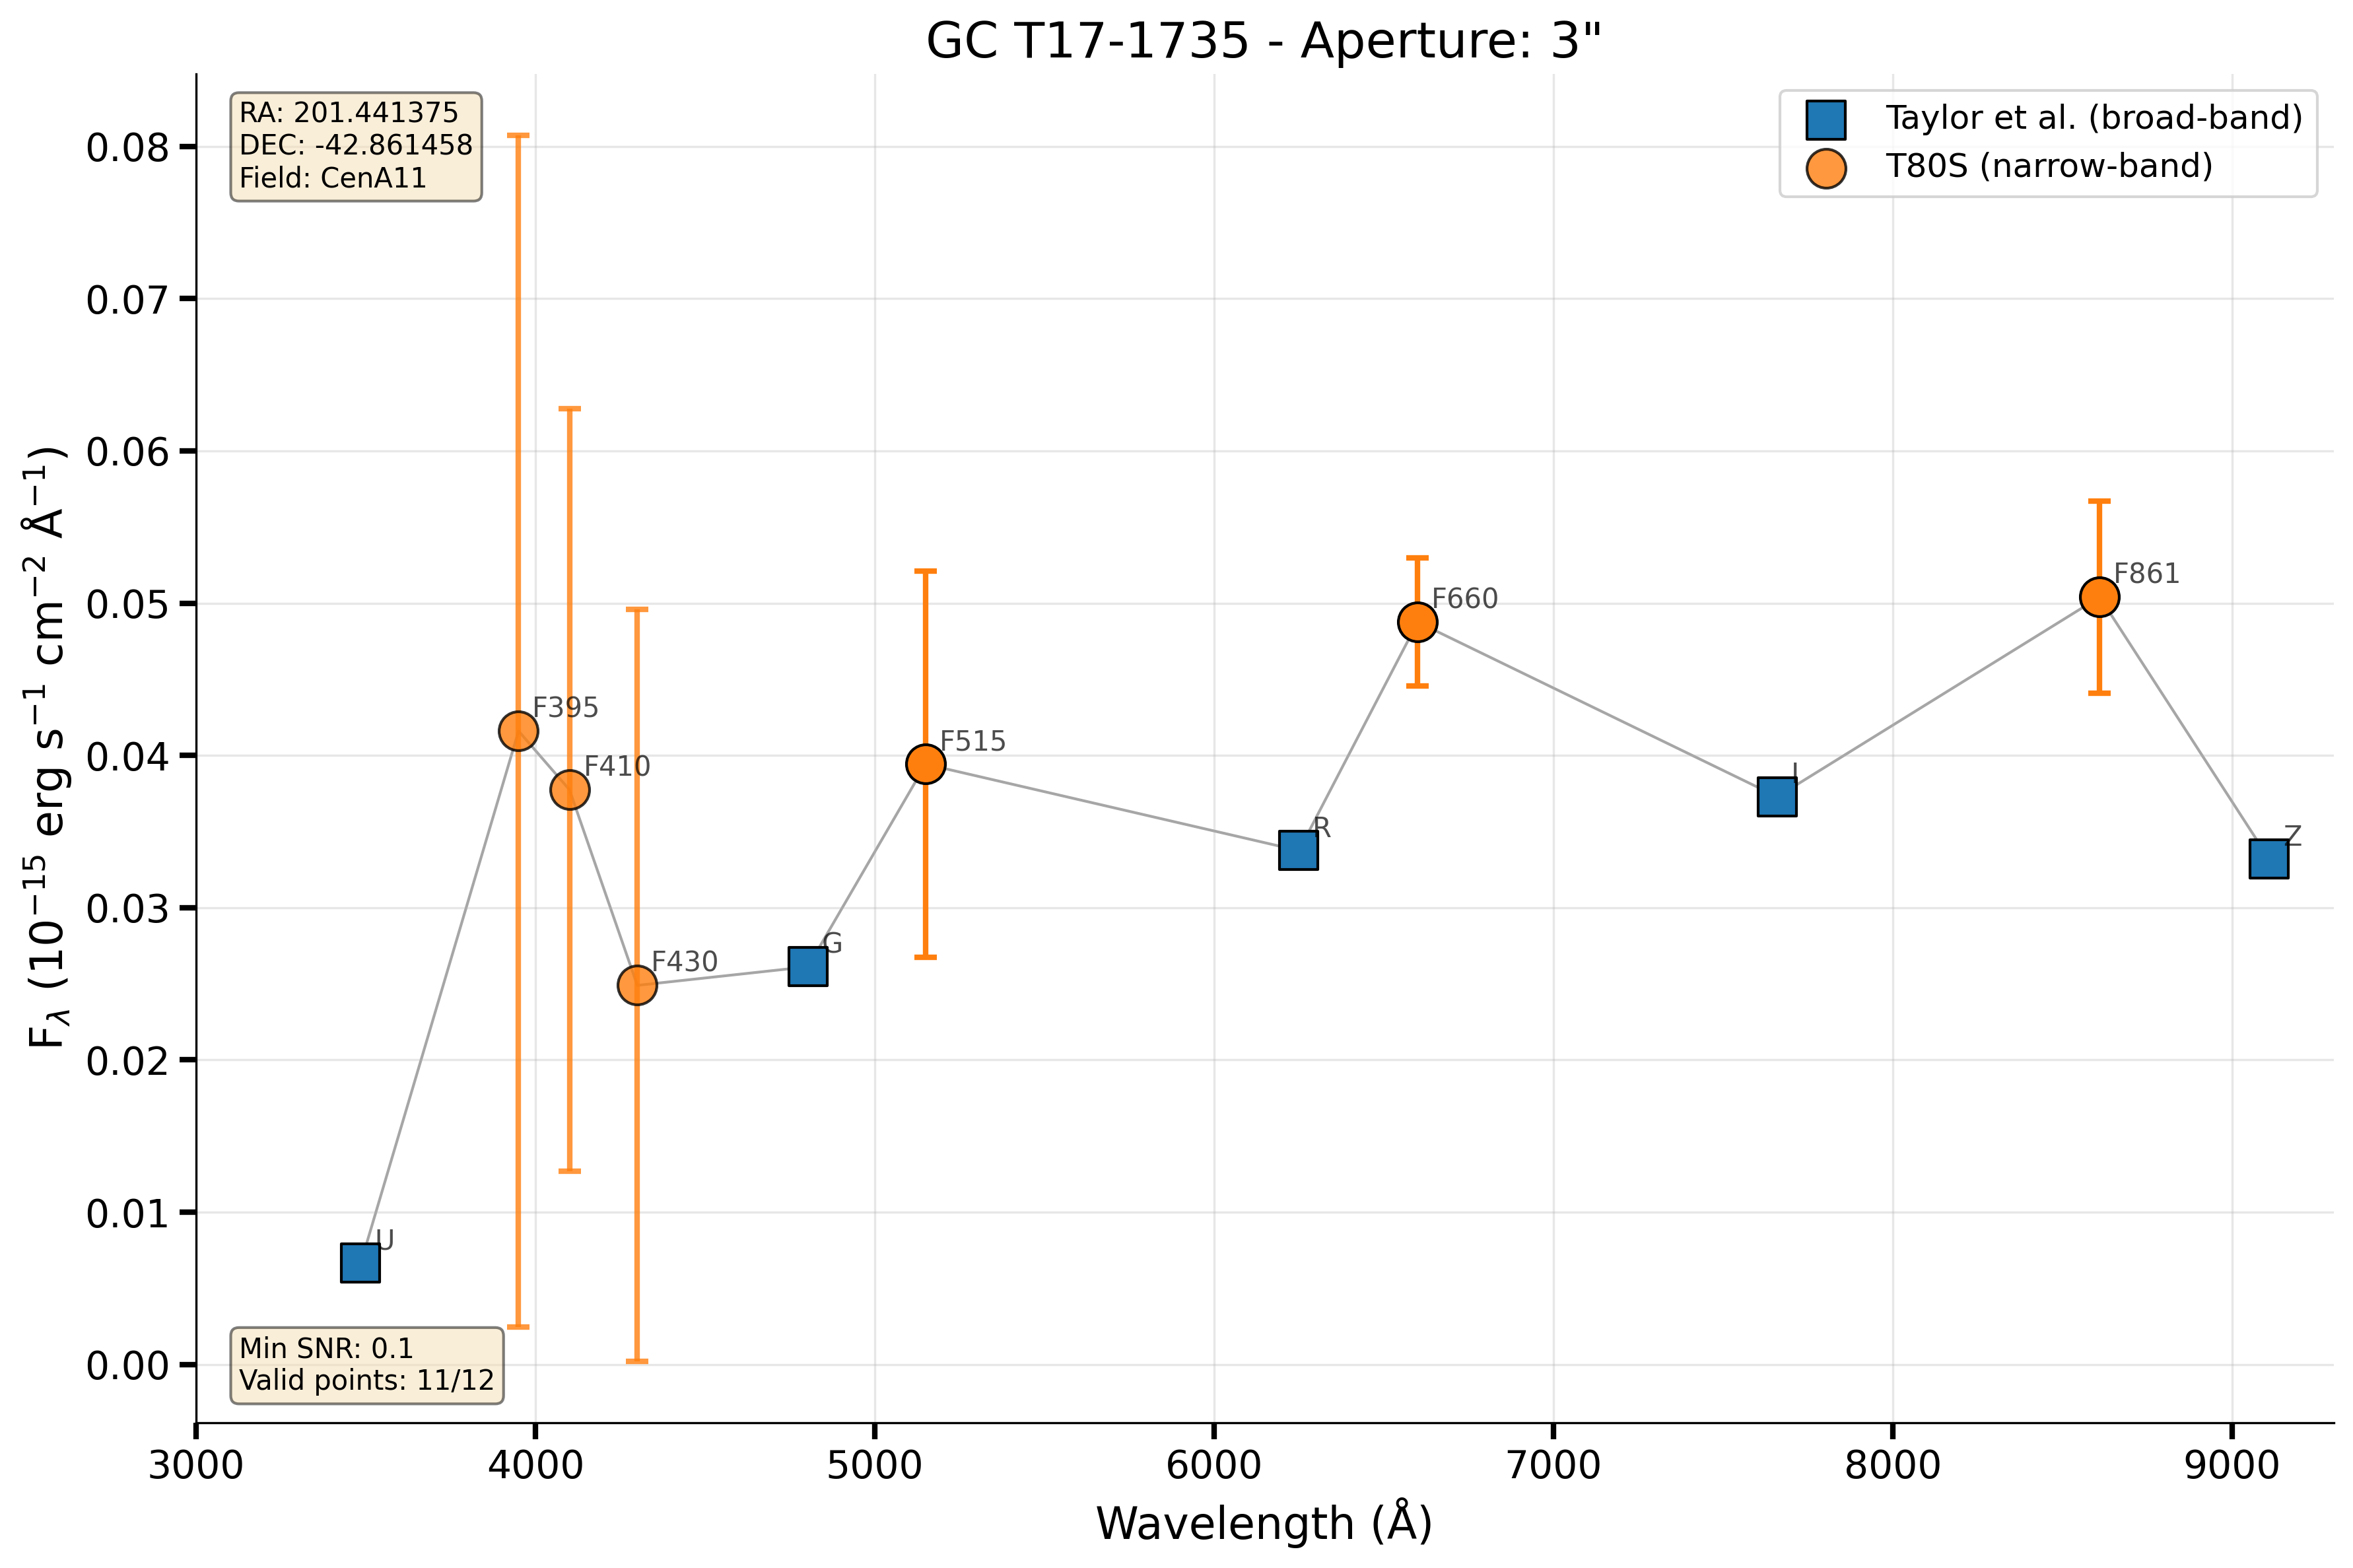 GC T17-1735 - Aperture: 3"
RA: 201.441375
DEC: -42.861458
Field: CenA11
Taylor et al. (broad-band)
T80S (narrow-band)
F_λ (10⁻¹⁵ erg s⁻¹ cm⁻² Å⁻¹)
0.08
0.07
0.06
0.05
0.04
0.03
0.02
0.01
0.00
U
F395
F410
F430
G
F515
R
F660
I
F861
Z
Min SNR: 0.1
Valid points: 11/12
3000 4000 5000 6000 7000 8000 9000
Wavelength (Å)